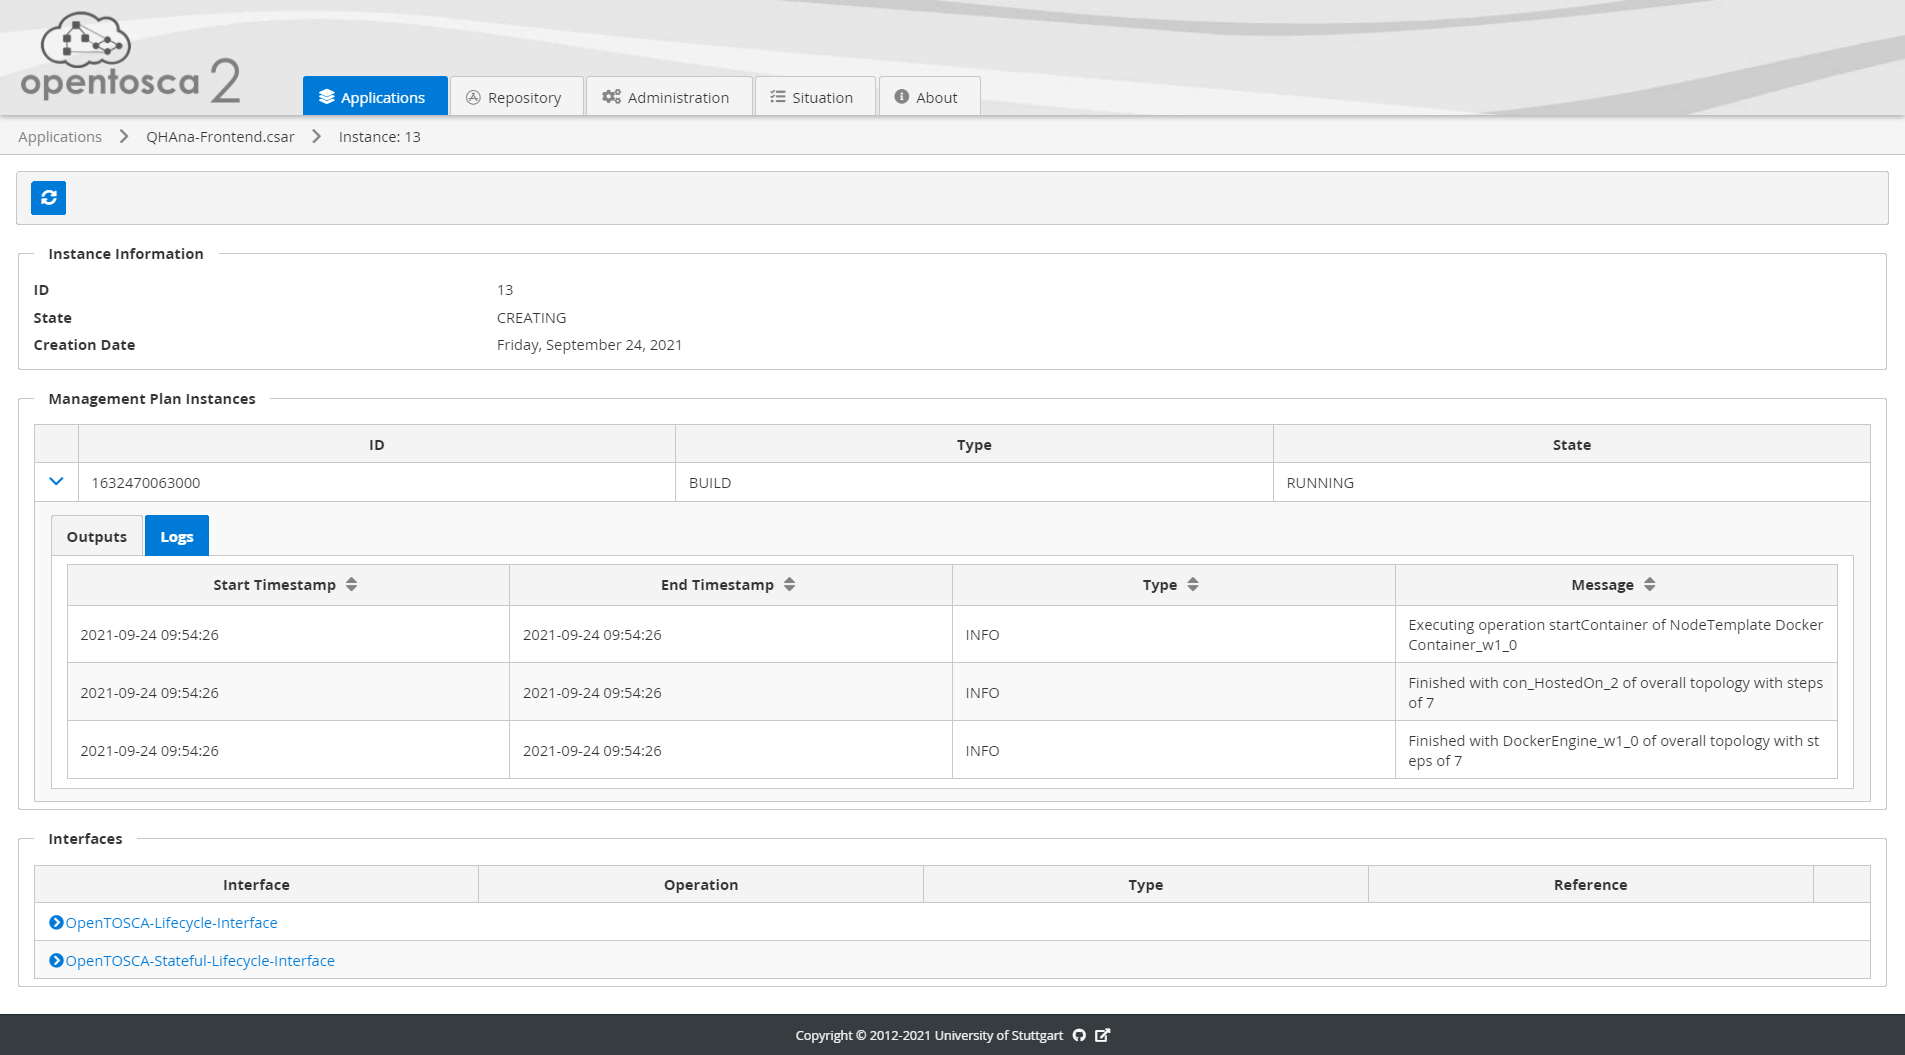 opentosca 2
Applications Repository Administration Situation About
Applications QHAna-Frontend.csar Instance: 13
Instance Information
ID 13
State CREATING
Creation Date Friday, September 24, 2021
Management Plan Instances
ID Type State
1632470063000 BUILD RUNNING
Outputs Logs
Start Timestamp End Timestamp Type Message
2021-09-24 09:54:26 2021-09-24 09:54:26 INFO Executing operation startContainer of NodeTemplate Docker
Container_w1_0
2021-09-24 09:54:26 2021-09-24 09:54:26 INFO Finished with con_HostedOn_2 of overall topology with steps
of 7
2021-09-24 09:54:26 2021-09-24 09:54:26 INFO Finished with DockerEngine_w1_0 of overall topology with st
eps of 7
Interfaces
Interface Operation Type Reference
OpenTOSCA-Lifecycle-Interface
OpenTOSCA-Stateful-Lifecycle-Interface
Copyright © 2012-2021 University of Stuttgart